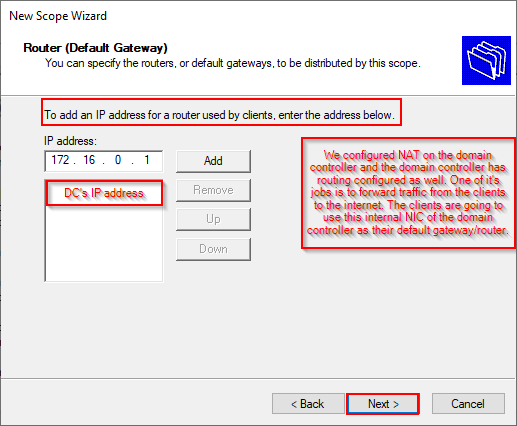 New Scope Wizard
Router (Default Gateway)
You can specify the routers, or default gateways, to be distributed by this scope.
To add an IP address for a router used by clients, enter the address below.
IP address:
172 . 16 . 0 . 1
Add
DC's IP address
Remove
Up
Down
We configured NAT on the domain
controller and the domain controller has
routing configured as well. One of it's
jobs is to forward traffic from the clients
to the internet. The clients are going to
use this internal NIC of the domain
controller as their default gateway/router.
< Back
Next >
Cancel